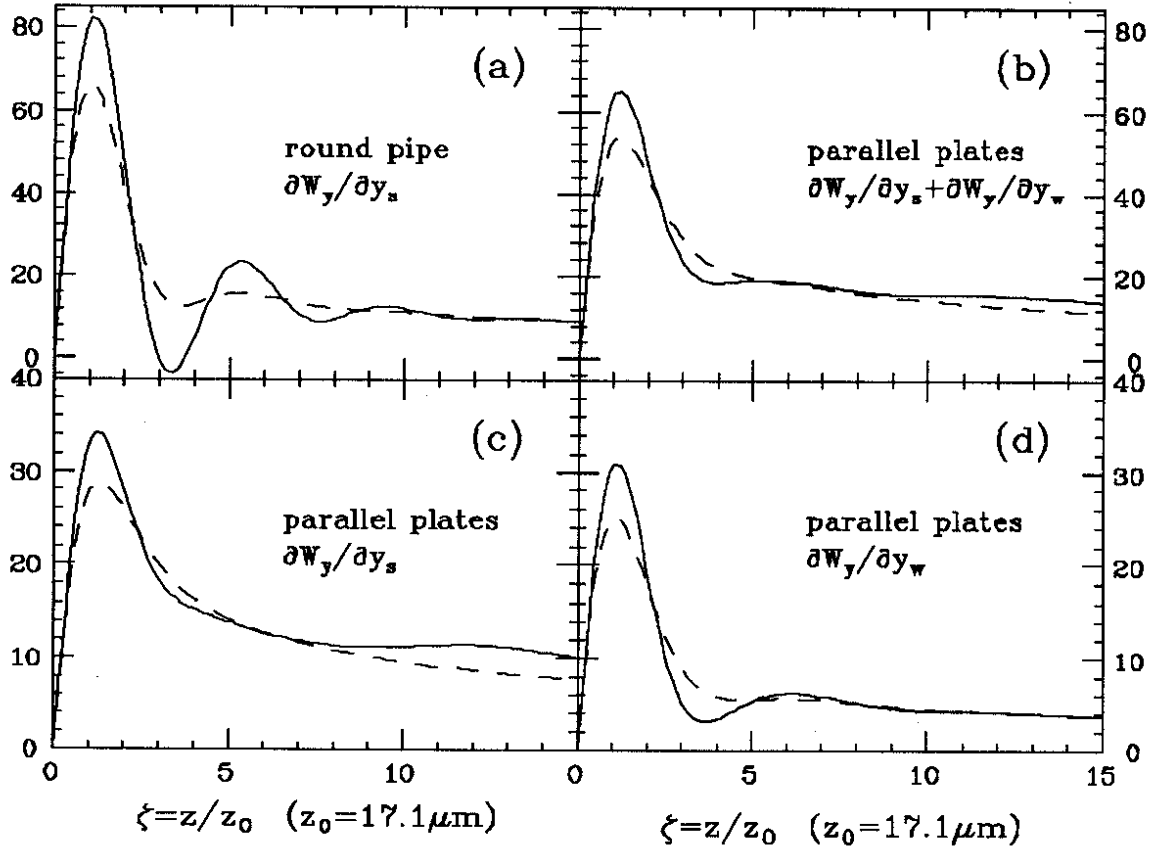 80
60
40
20
0
(a)
round pipe
∂W_y/∂y_s
(b)
parallel plates
∂W_y/∂y_s+∂W_y/∂y_w
80
60
40
20
0
40
30
20
10
0
(c)
parallel plates
∂W_y/∂y_s
(d)
parallel plates
∂W_y/∂y_w
40
30
20
10
0
0 5 10 0 5 10 15
ζ=z/z_0 (z_0=17.1μm)
ζ=z/z_0 (z_0=17.1μm)